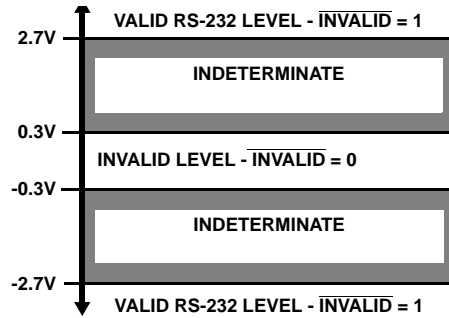 VALID RS-232 LEVEL - INVALID = 1
2.7V
INDETERMINATE
0.3V
INVALID LEVEL - INVALID = 0
-0.3V
INDETERMINATE
-2.7V
VALID RS-232 LEVEL - INVALID = 1